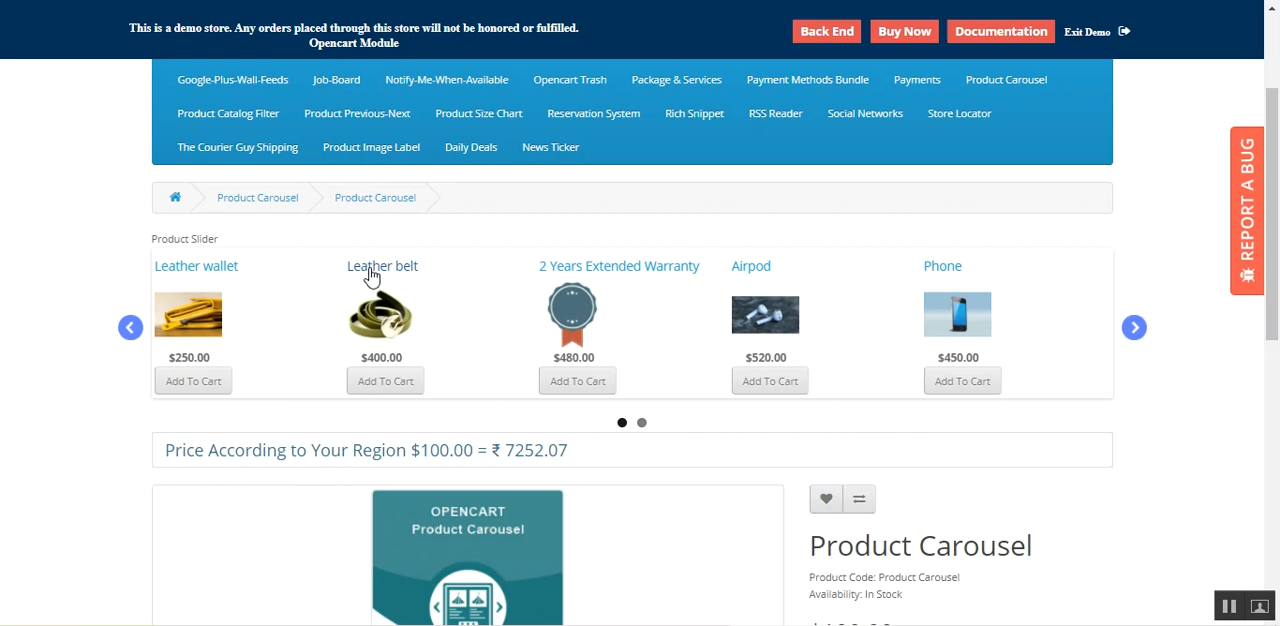 This is a demo store. Any orders placed through this store will not be honored or fulfilled.
Opencart Module
Back End Buy Now Documentation Exit Demo
Google-Plus-Wall-Feeds Job-Board Notify-Me-When-Available Opencart Trash Package & Services Payment Methods Bundle Payments Product Carousel
Product Catalog Filter Product Previous-Next Product Size Chart Reservation System Rich Snippet RSS Reader Social Networks Store Locator
The Courier Guy Shipping Product Image Label Daily Deals News Ticker
REPORT A BUG
Product Carousel Product Carousel
Product Slider
Leather wallet Leather belt 2 Years Extended Warranty Airpod Phone
$250.00 $400.00 $480.00 $520.00 $450.00
Add To Cart Add To Cart Add To Cart Add To Cart Add To Cart
Price According to Your Region $100.00 = ₹ 7252.07
OPENCART
Product Carousel
Product Carousel
Product Code: Product Carousel
Availability: In Stock